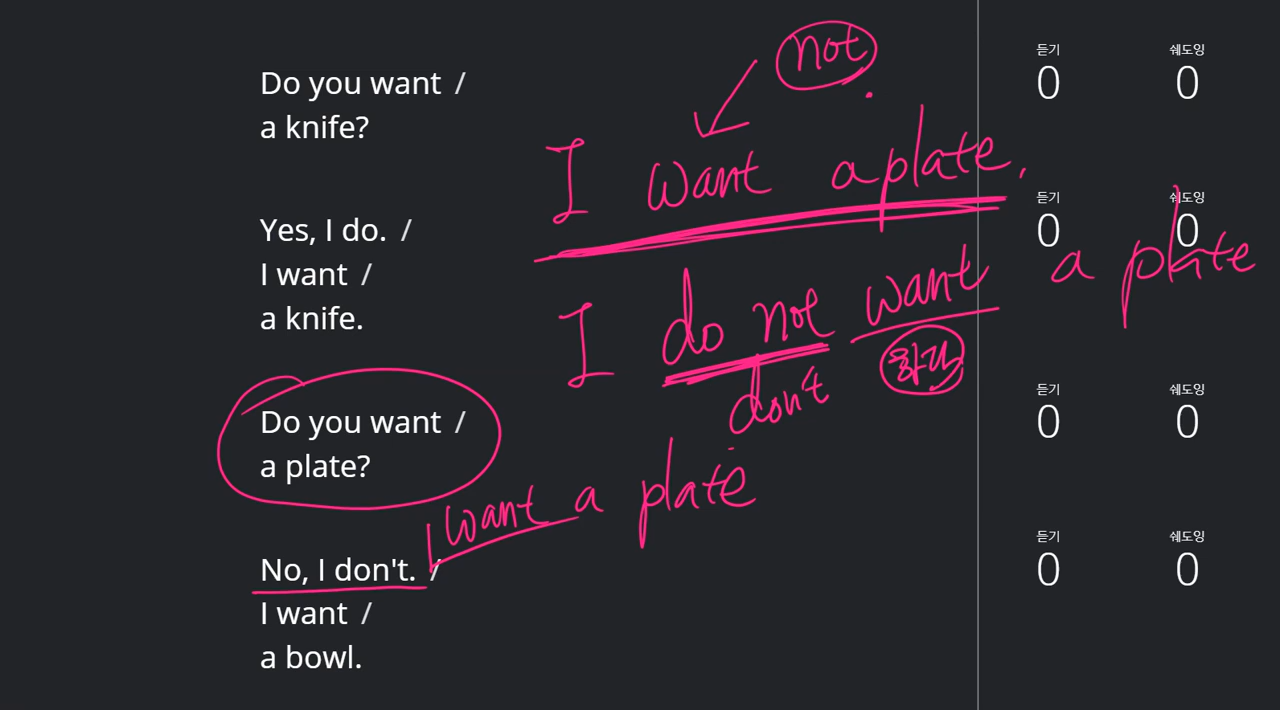 Do you want /
a knife?
Yes, I do. /
I want /
a knife.
Do you want /
a plate?
No, I don't. /
I want /
a bowl.
not
I want a plate.
I do not want a plate
don't
want a plate
듣기 쉐도잉
0 0
듣기 쉐도잉
0 0
듣기 쉐도잉
0 0
듣기 쉐도잉
0 0